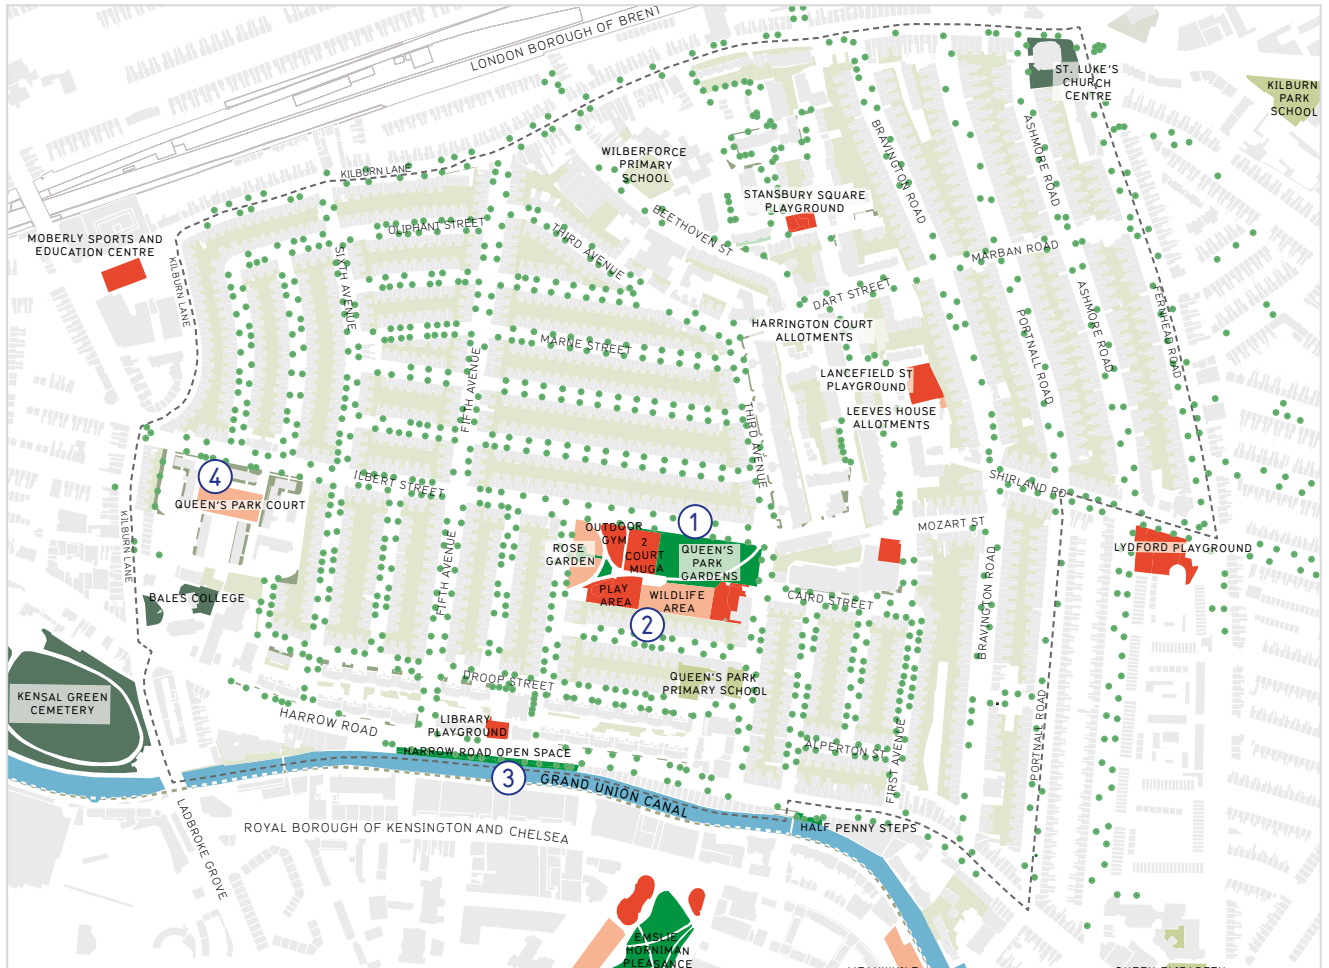 LONDON BOROUGH OF BRENT
ST. LUKE'S
CHURCH
CENTRE
KILBURN
PARK
SCHOOL
WILBERFORCE
PRIMARY
SCHOOL
KILBURN LANE
BRAVINGTON ROAD
ASHMORE ROAD
STANSBURY SQUARE
PLAYGROUND
OLIPHANT STREET
BEETHOVEN ST
THIRD AVENUE
MOBERLY SPORTS AND
EDUCATION CENTRE
KILBURN LANE
SIXTH AVENUE
MARBAN ROAD
DART STREET
ASHMORE ROAD
FERNHEAD ROAD
HARRINGTON COURT
ALLOTMENTS
PORTNALL ROAD
MARNE STREET
FIFTH AVENUE
LANCEFIELD ST
PLAYGROUND
LEEVES HOUSE
ALLOTMENTS
THIRD AVENUE
4
QUEEN'S PARK COURT
ILBERT STREET
SHIRLAND RD
KILBURN LANE
1
MOZART ST
OUTDOOR
GYM
2
COURT
MUGA
QUEEN'S
PARK
GARDENS
ROSE
GARDEN
LYDFORD PLAYGROUND
FIFTH AVENUE
BRAVINGTON ROAD
PLAY
AREA
WILDLIFE
AREA
2
CAIRD STREET
BALES COLLEGE
KENSAL GREEN
CEMETERY
DROOP STREET
QUEEN'S PARK
PRIMARY SCHOOL
HARROW ROAD
LIBRARY
PLAYGROUND
PORTNALL ROAD
HARROW ROAD OPEN SPACE
ALPERTON ST
FIRST AVENUE
3
GRAND UNION CANAL
LADBROKE GROVE
ROYAL BOROUGH OF KENSINGTON AND CHELSEA
HALF PENNY STEPS
EMSLIE
HORNIMAN
PLEASANCE